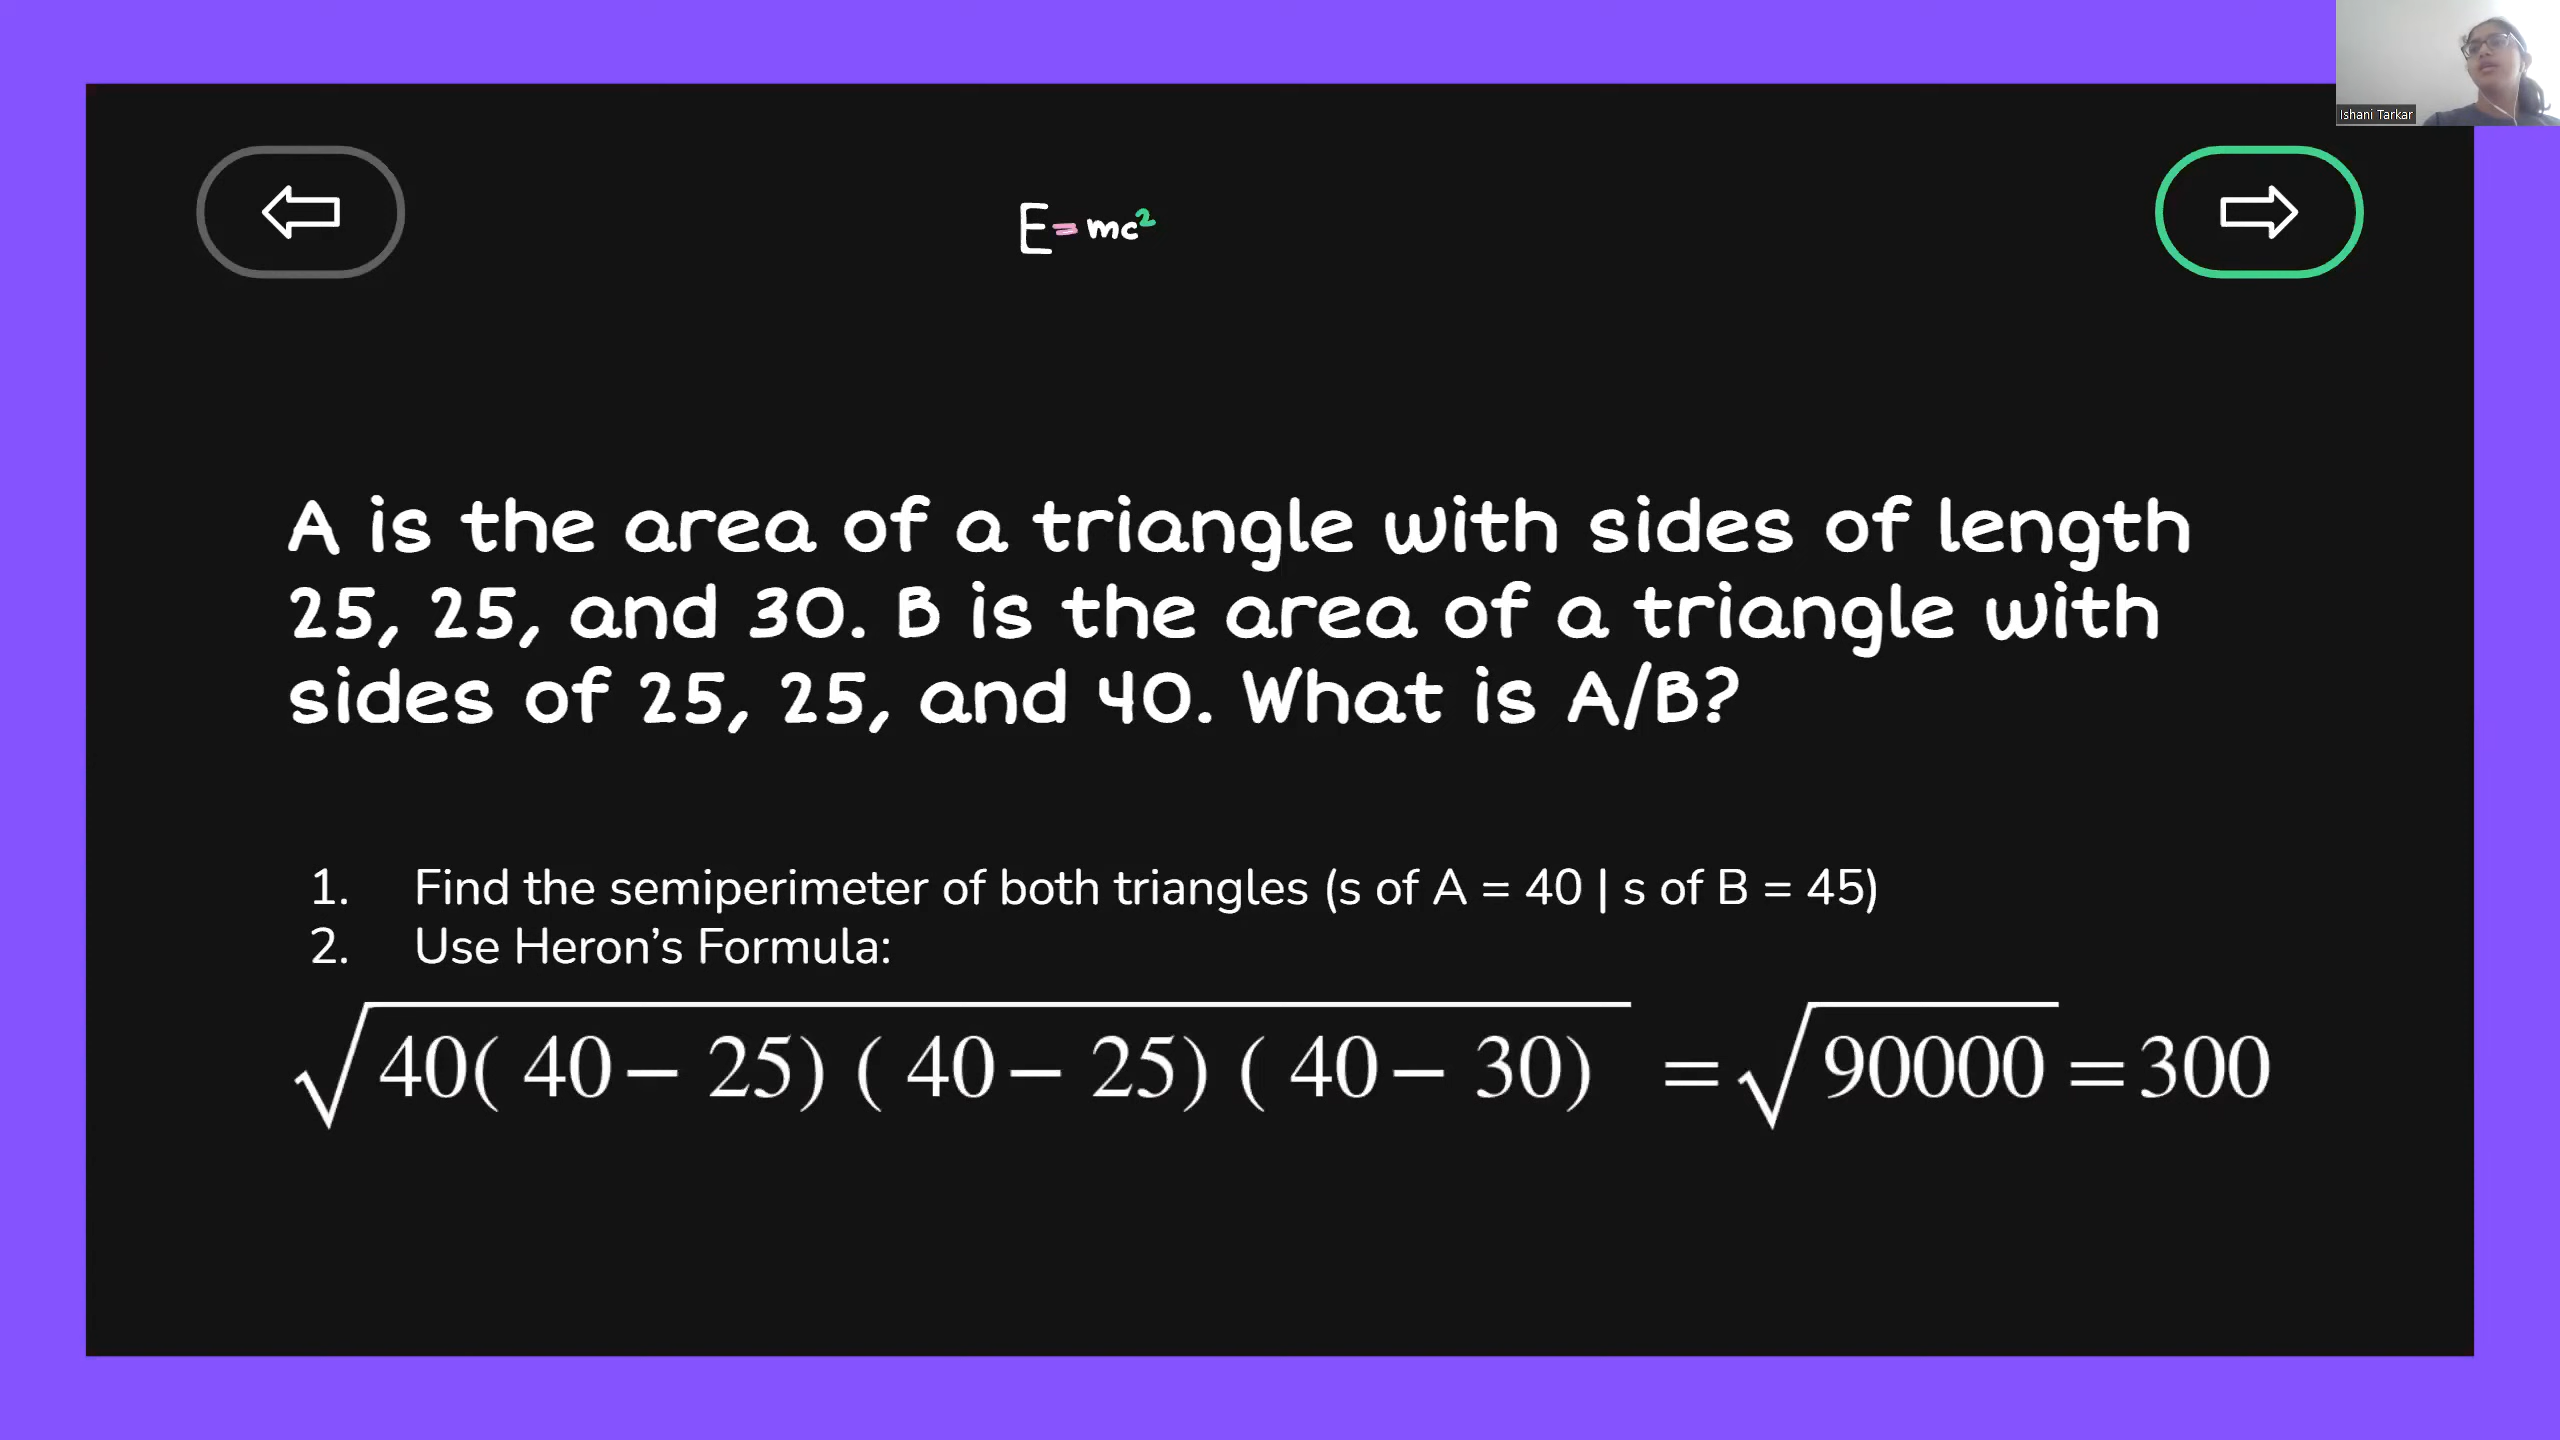 Ishani Tarkar
E=mc²
A is the area of a triangle with sides of length
25, 25, and 30. B is the area of a triangle with
sides of 25, 25, and 40. What is A/B?
1. Find the semiperimeter of both triangles (s of A = 40 | s of B = 45)
2. Use Heron’s Formula:
√40( 40 − 25) ( 40 − 25) ( 40 − 30) = √90000 = 300